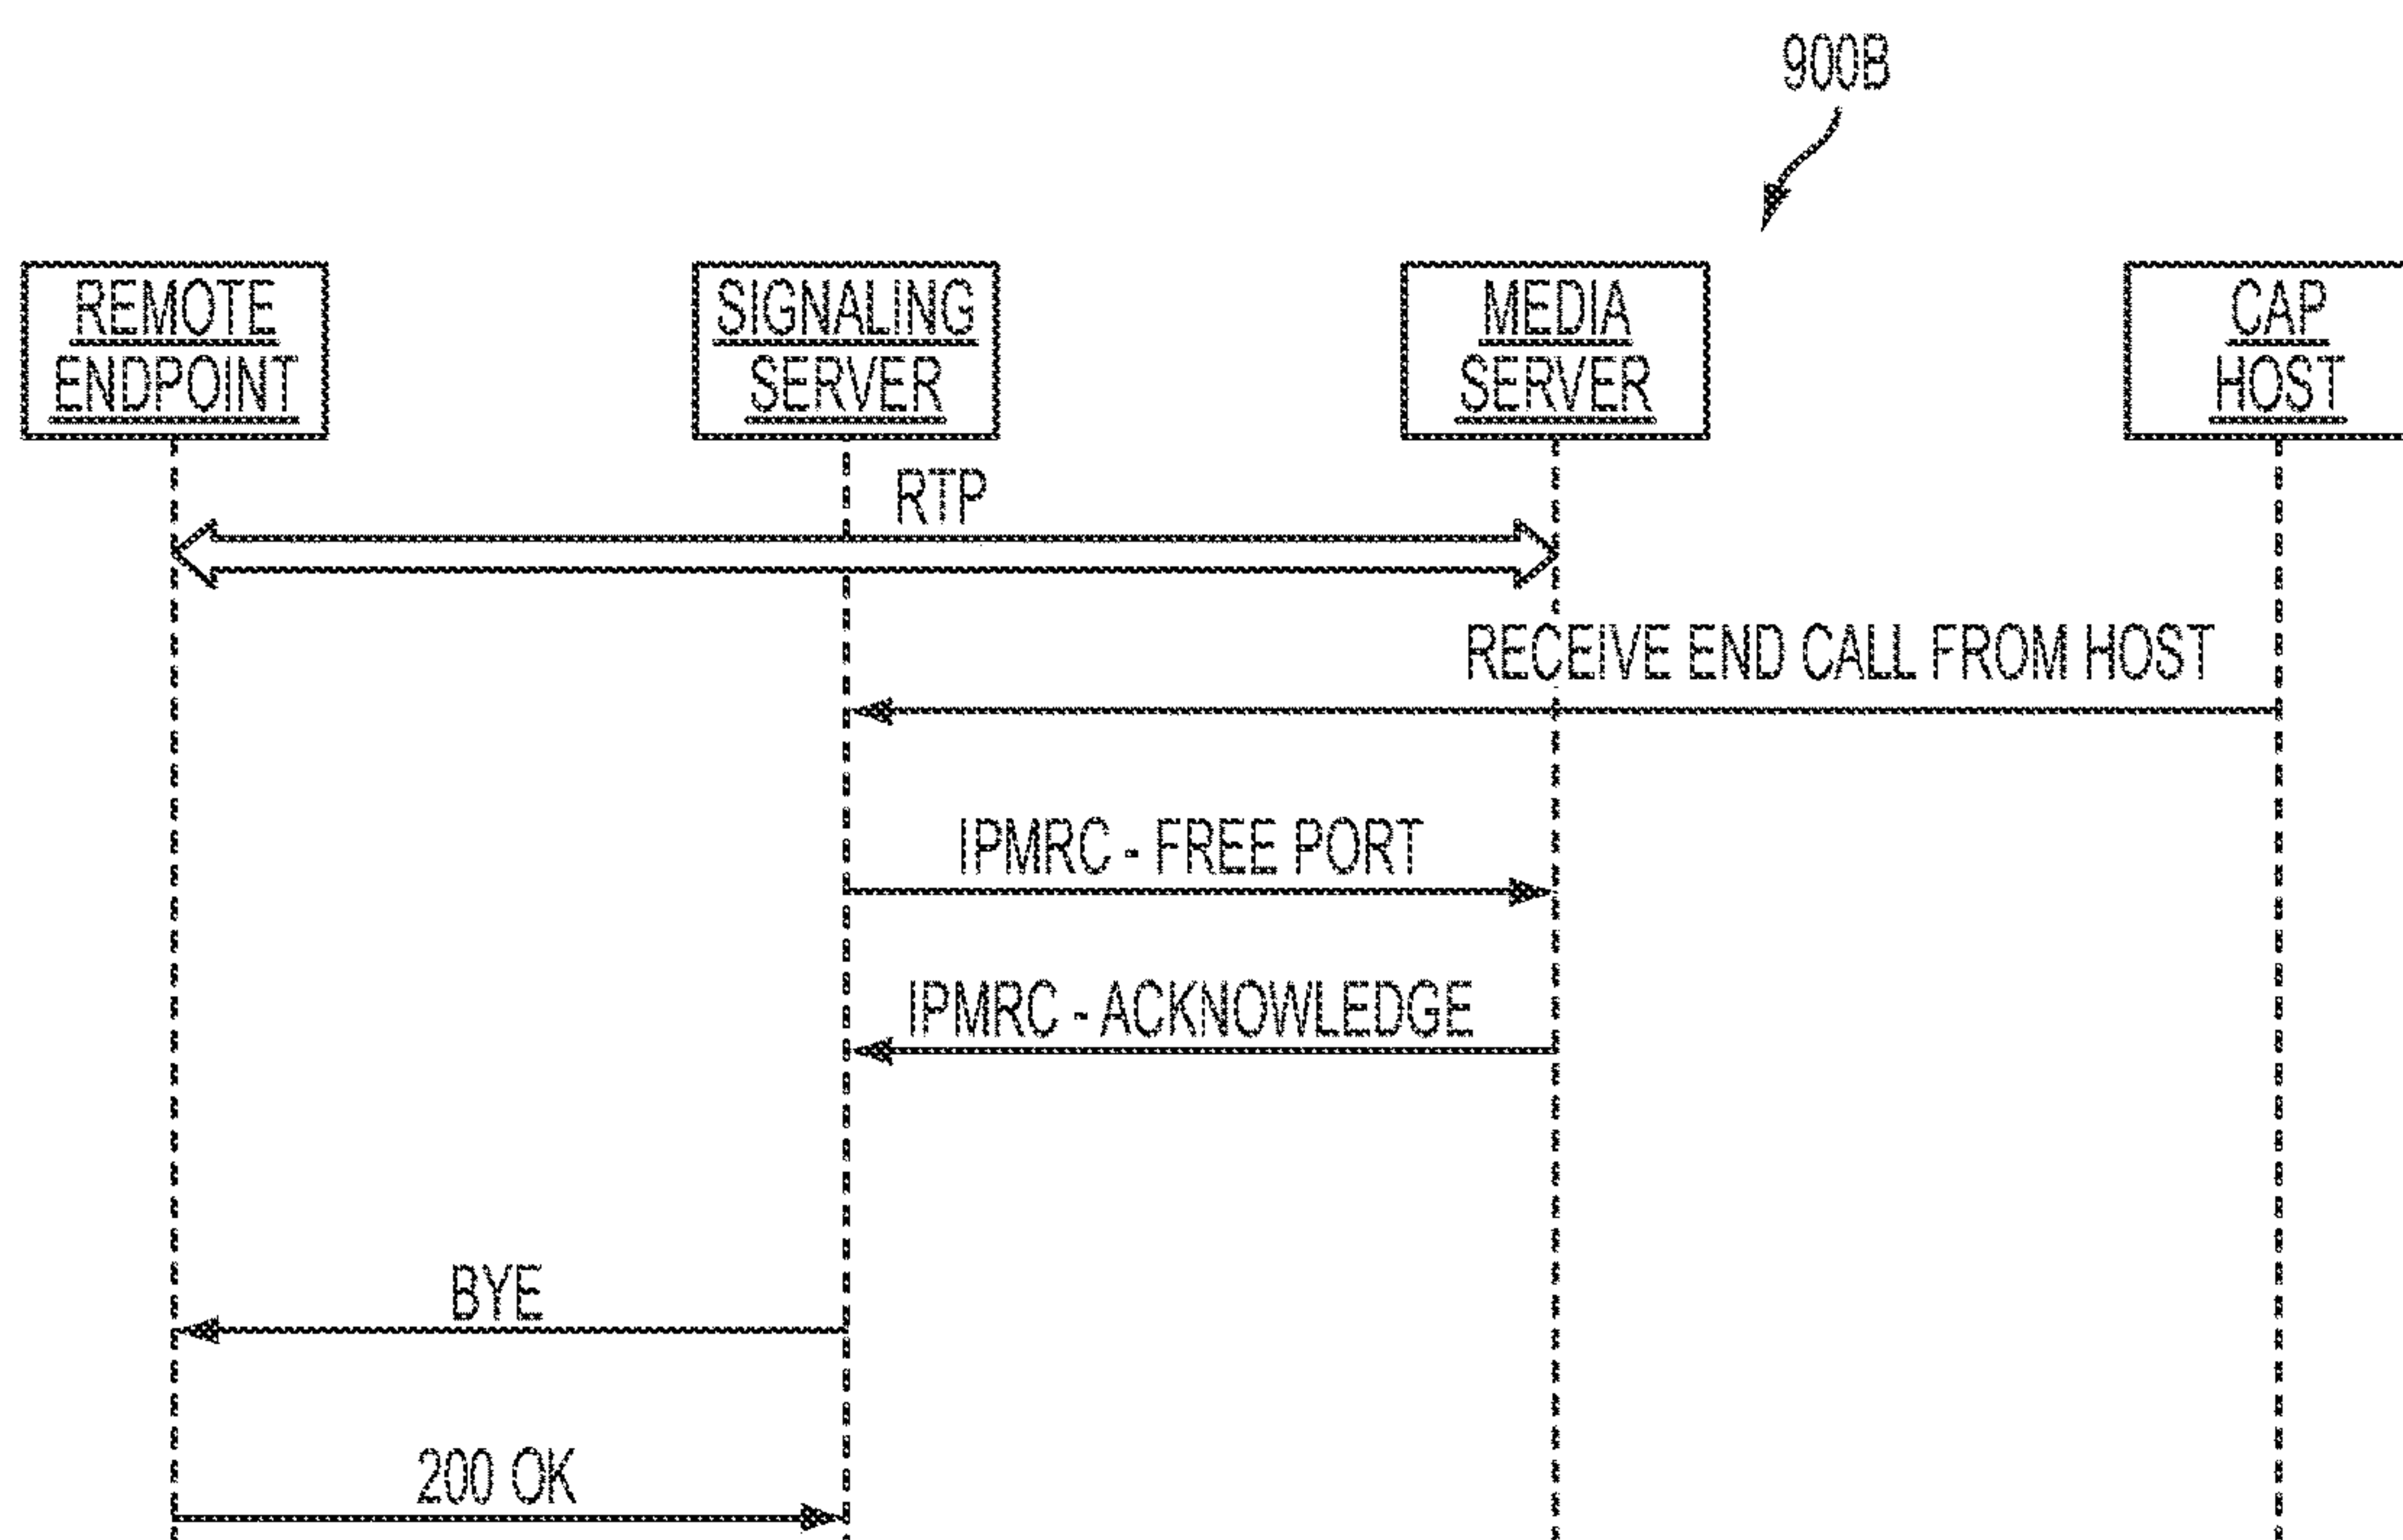 900B
REMOTE
ENDPOINT
SIGNALING
SERVER
MEDIA
SERVER
CAP
HOST
RTP
RECEIVE END CALL FROM HOST
IPMRC - FREE PORT
IPMRC - ACKNOWLEDGE
BYE
200 OK